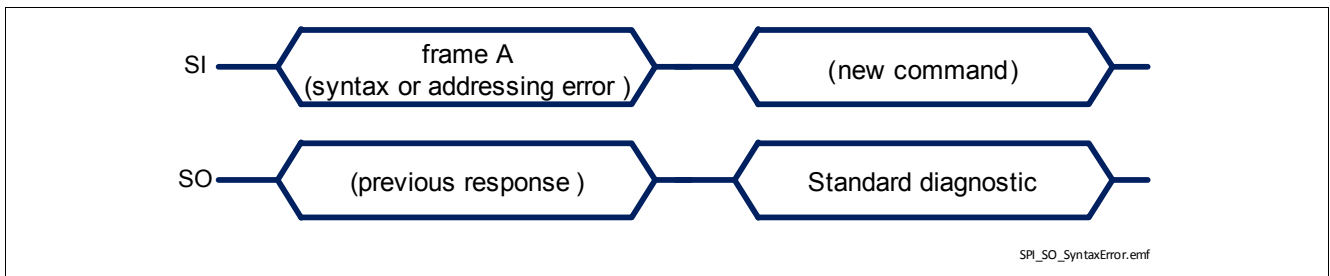 SI
frame A
(syntax or addressing error )
(new command)
SO
(previous response )
Standard diagnostic
SPI_SO_SyntaxError.emf